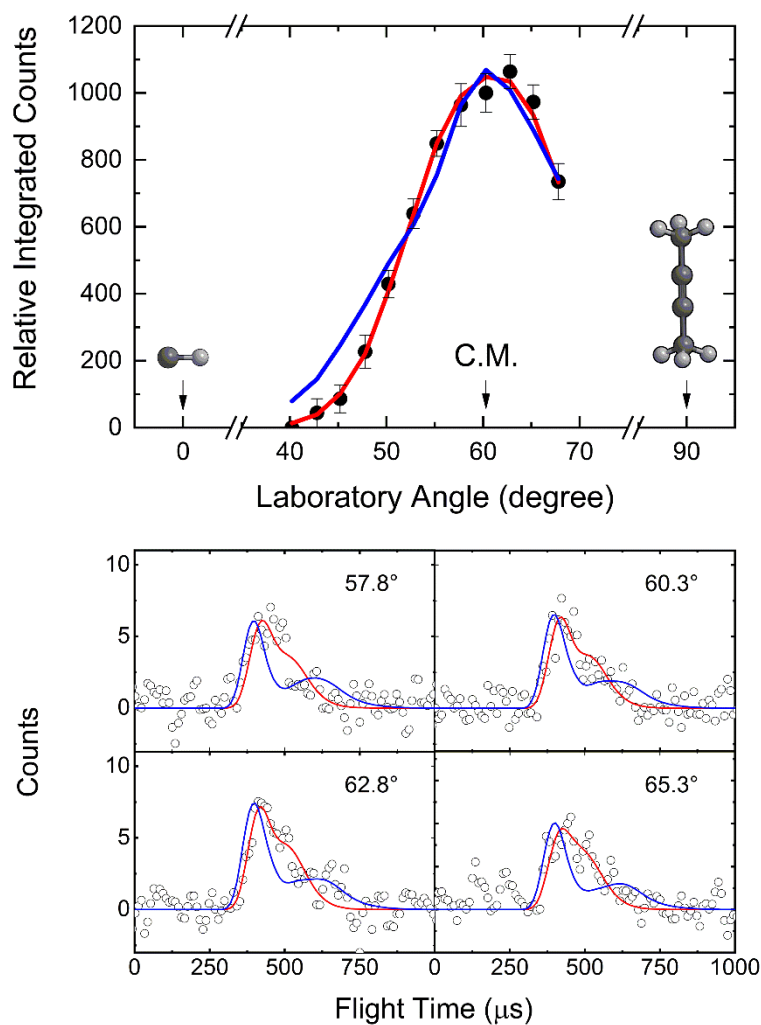 Relative Integrated Counts
1200
1000
800
600
400
200
0
C.M.
0 40 50 60 70 90
Laboratory Angle (degree)
Counts
10
5
0
57.8°
60.3°
10
5
0
62.8°
65.3°
0 250 500 750 0 250 500 750 1000
Flight Time (μs)